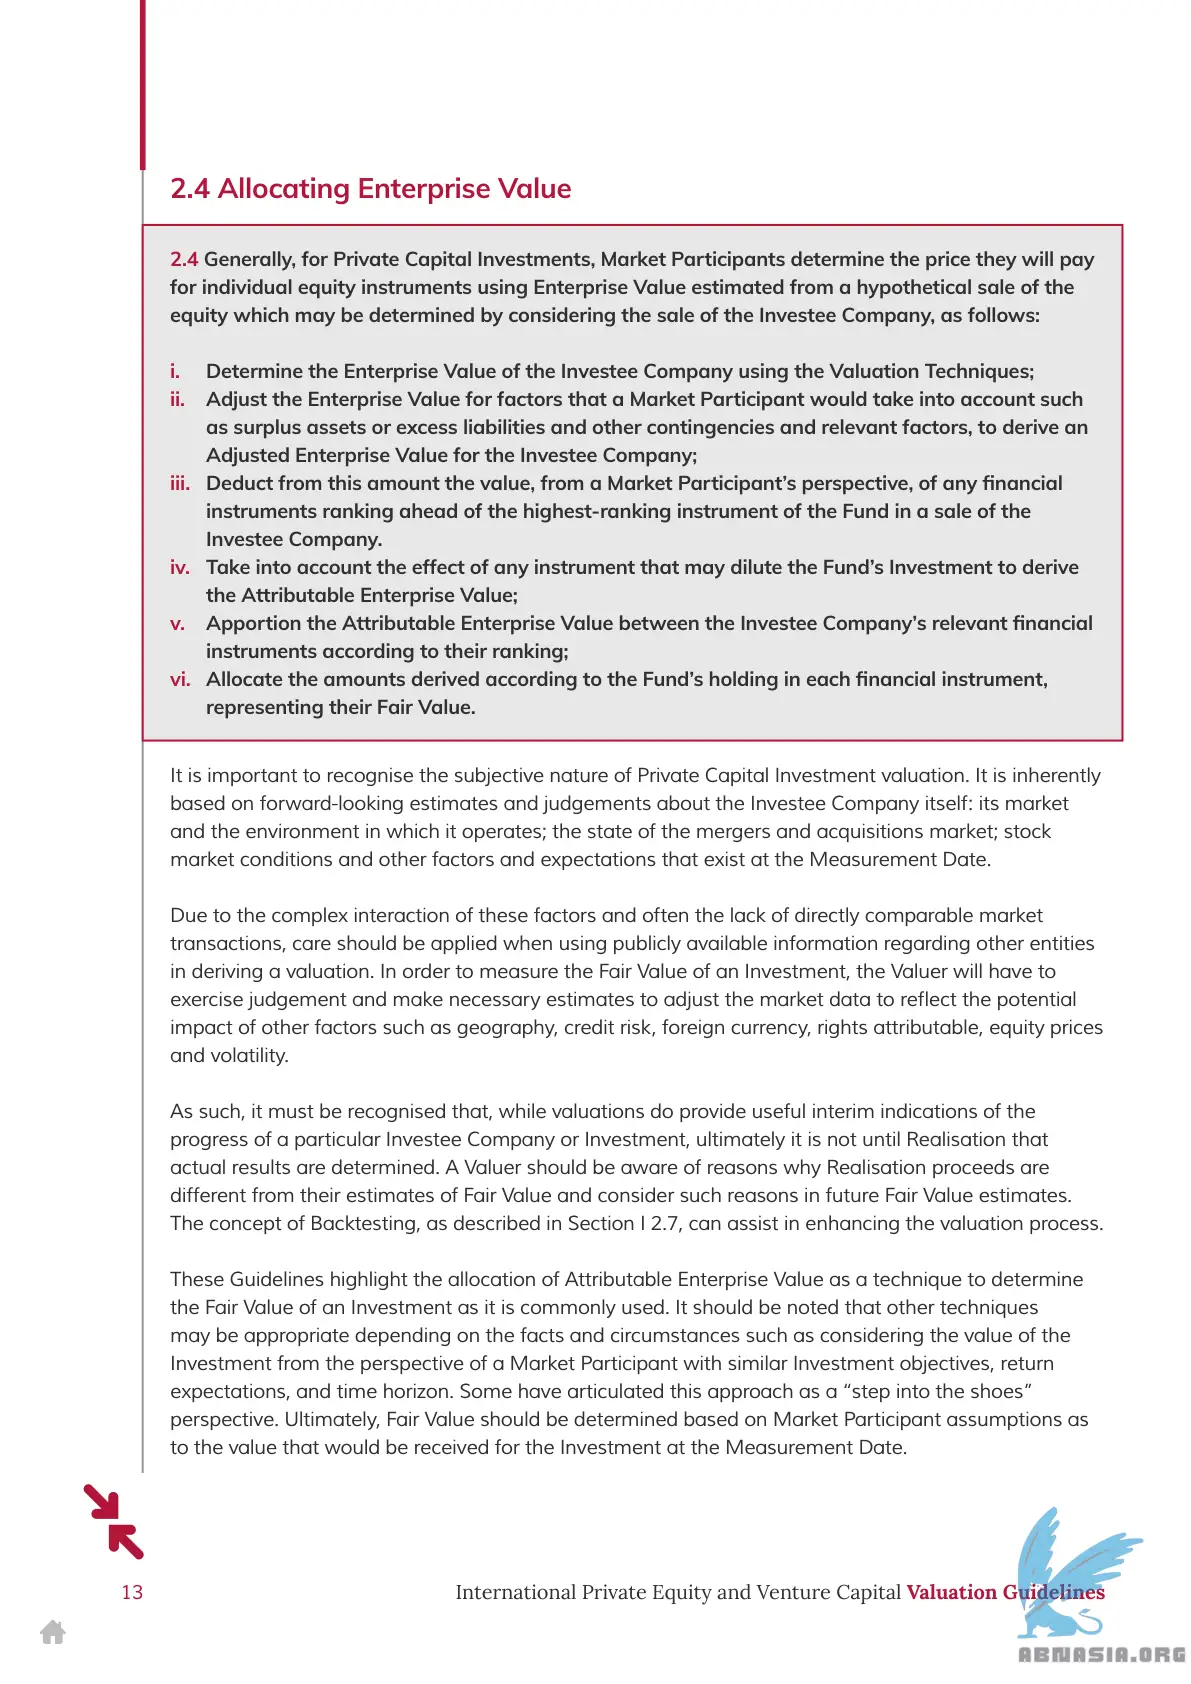 2.4 Allocating Enterprise Value
2.4 Generally, for Private Capital Investments, Market Participants determine the price they will pay
for individual equity instruments using Enterprise Value estimated from a hypothetical sale of the
equity which may be determined by considering the sale of the Investee Company, as follows:
i. Determine the Enterprise Value of the Investee Company using the Valuation Techniques;
ii. Adjust the Enterprise Value for factors that a Market Participant would take into account such
as surplus assets or excess liabilities and other contingencies and relevant factors, to derive an
Adjusted Enterprise Value for the Investee Company;
iii. Deduct from this amount the value, from a Market Participant’s perspective, of any financial
instruments ranking ahead of the highest-ranking instrument of the Fund in a sale of the
Investee Company.
iv. Take into account the effect of any instrument that may dilute the Fund’s Investment to derive
the Attributable Enterprise Value;
v. Apportion the Attributable Enterprise Value between the Investee Company’s relevant financial
instruments according to their ranking;
vi. Allocate the amounts derived according to the Fund’s holding in each financial instrument,
representing their Fair Value.
It is important to recognise the subjective nature of Private Capital Investment valuation. It is inherently
based on forward-looking estimates and judgements about the Investee Company itself: its market
and the environment in which it operates; the state of the mergers and acquisitions market; stock
market conditions and other factors and expectations that exist at the Measurement Date.
Due to the complex interaction of these factors and often the lack of directly comparable market
transactions, care should be applied when using publicly available information regarding other entities
in deriving a valuation. In order to measure the Fair Value of an Investment, the Valuer will have to
exercise judgement and make necessary estimates to adjust the market data to reflect the potential
impact of other factors such as geography, credit risk, foreign currency, rights attributable, equity prices
and volatility.
As such, it must be recognised that, while valuations do provide useful interim indications of the
progress of a particular Investee Company or Investment, ultimately it is not until Realisation that
actual results are determined. A Valuer should be aware of reasons why Realisation proceeds are
different from their estimates of Fair Value and consider such reasons in future Fair Value estimates.
The concept of Backtesting, as described in Section I 2.7, can assist in enhancing the valuation process.
These Guidelines highlight the allocation of Attributable Enterprise Value as a technique to determine
the Fair Value of an Investment as it is commonly used. It should be noted that other techniques
may be appropriate depending on the facts and circumstances such as considering the value of the
Investment from the perspective of a Market Participant with similar Investment objectives, return
expectations, and time horizon. Some have articulated this approach as a “step into the shoes”
perspective. Ultimately, Fair Value should be determined based on Market Participant assumptions as
to the value that would be received for the Investment at the Measurement Date.
13 International Private Equity and Venture Capital Valuation Guidelines
ABNASIA.ORG